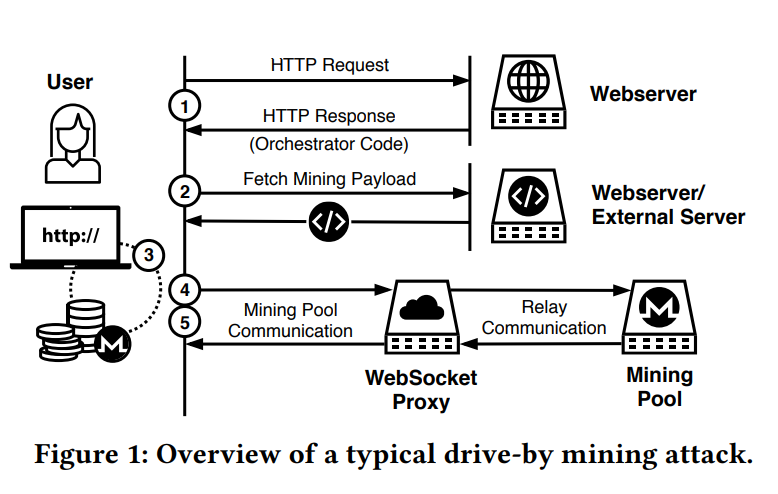 User
HTTP Request
Webserver
1
HTTP Response
(Orchestrator Code)
2
Fetch Mining Payload
</>
</>
Webserver/
External Server
http://
3
4
5
Mining Pool
Communication
Relay
Communication
WebSocket
Proxy
Mining
Pool
Figure 1: Overview of a typical drive-by mining attack.